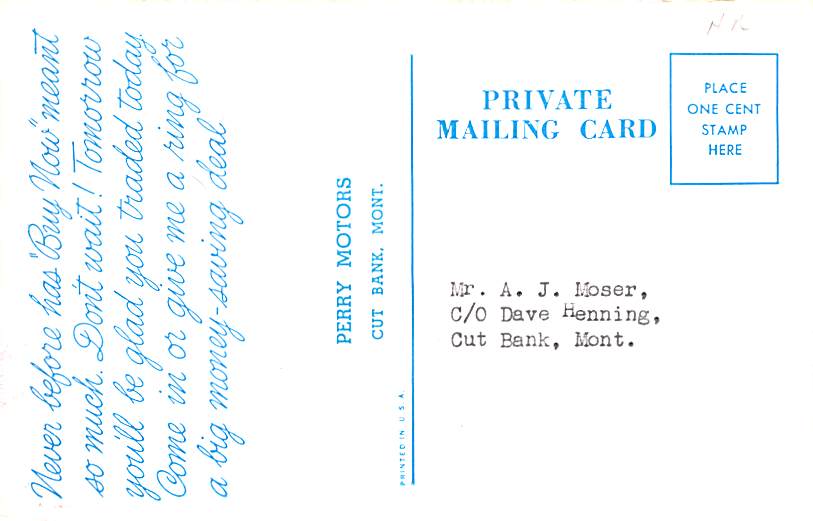 Never before has "Buy Now" meant
so much. Don't wait! Tomorrow
you'll be glad you traded today.
Come in or give me a ring for
a big money-saving deal
PERRY MOTORS
CUT BANK, MONT.
PRINTED IN U.S.A.
PRIVATE
MAILING CARD
PLACE
ONE CENT
STAMP
HERE
Mr. A. J. Moser,
C/O Dave Henning,
Cut Bank, Mont.